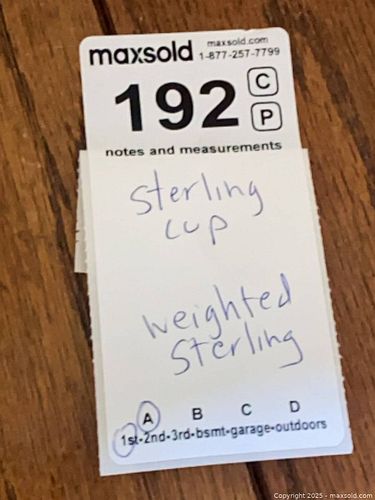 maxsold maxsold.com
1-877-257-7799
192 C
P
notes and measurements
sterling
cup
weighted
Sterling
A B C D
1st-2nd-3rd-bsmt-garage-outdoors
Copyright 2025 - maxsold.com